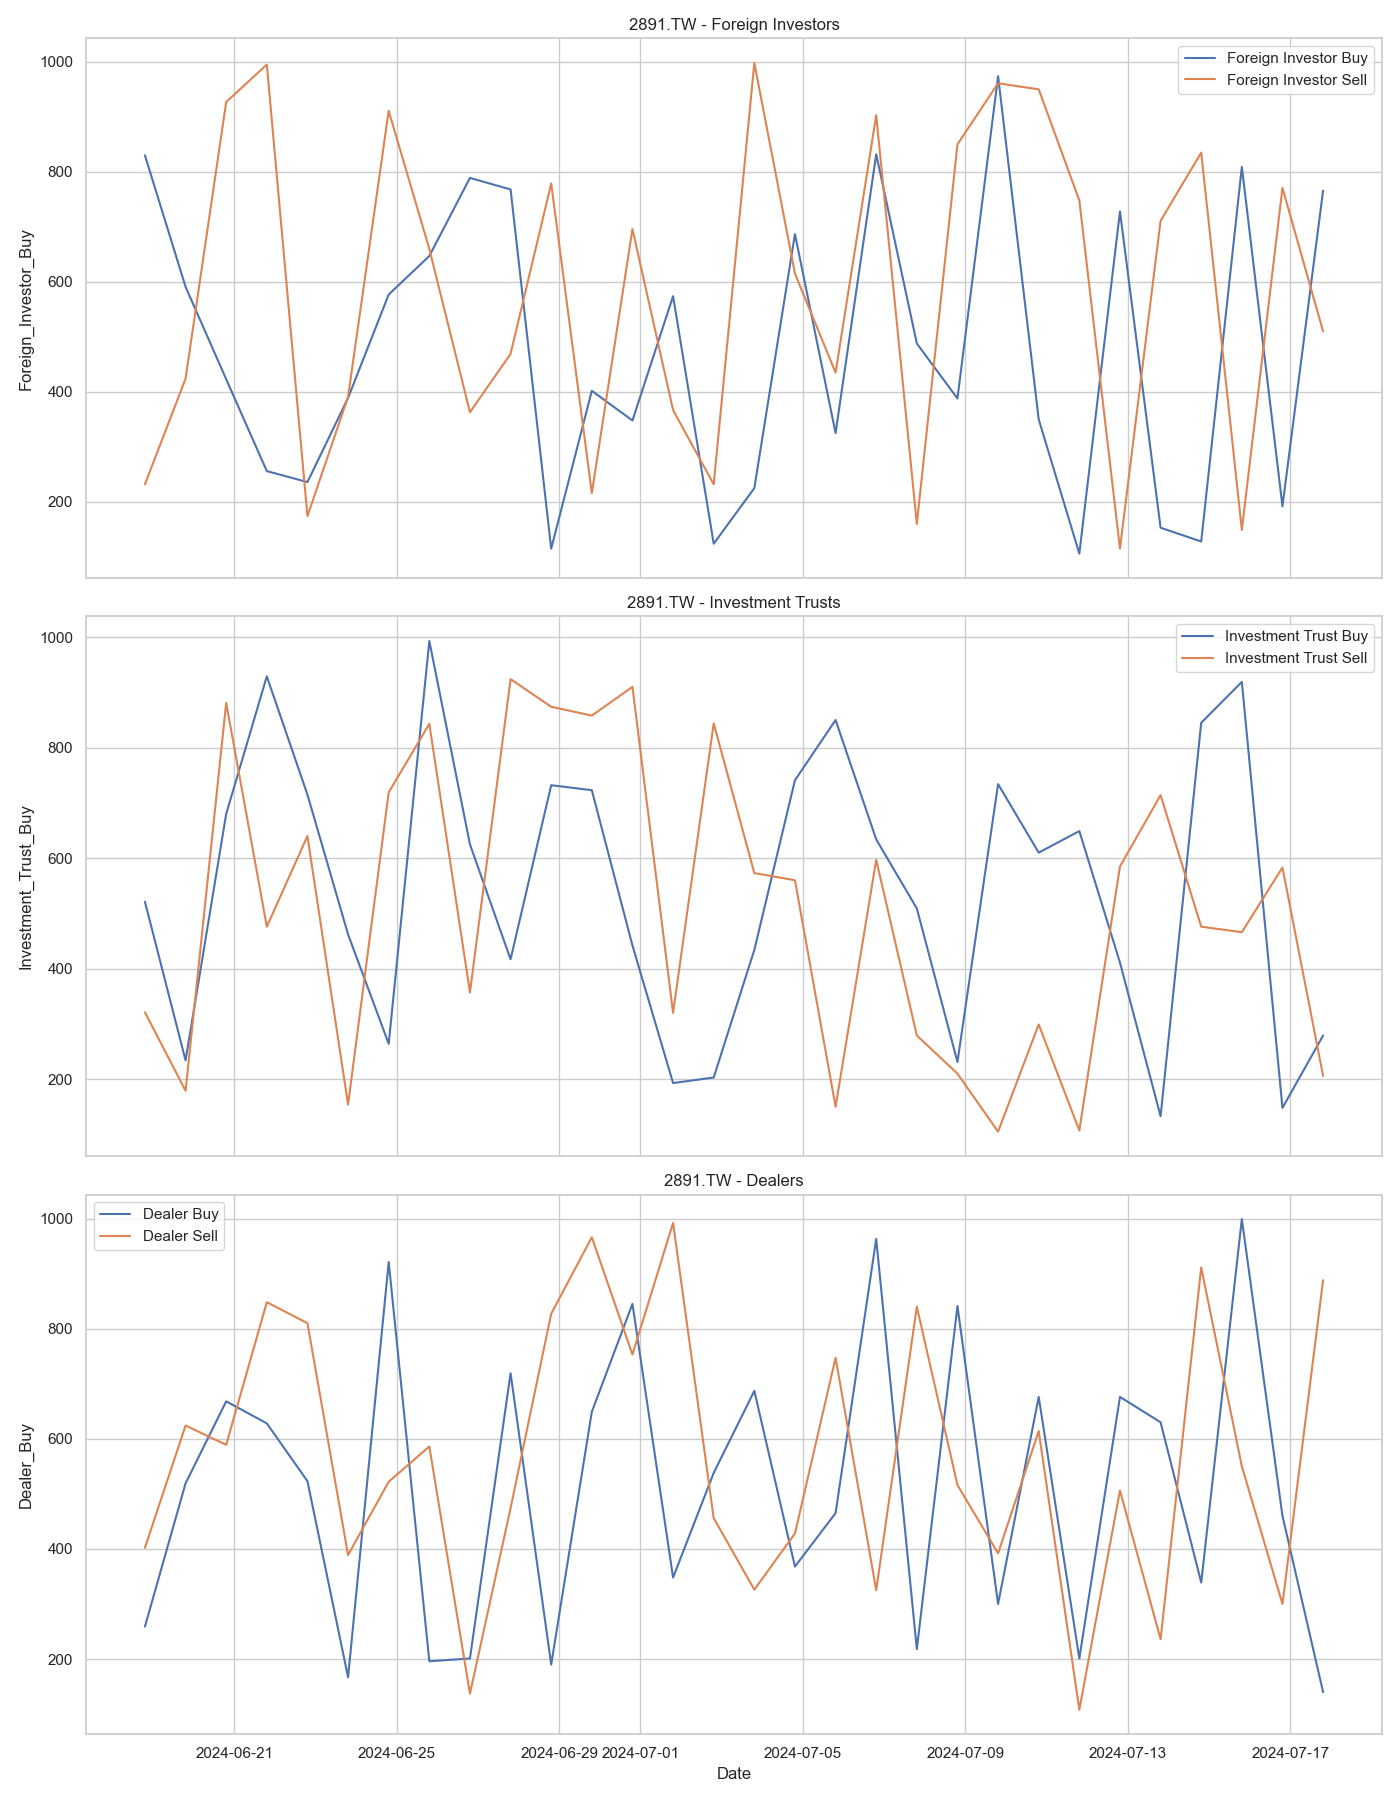 2891.TW - Foreign Investors
Foreign Investor Buy
Foreign Investor Sell
Foreign_Investor_Buy
1000
800
600
400
200
2891.TW - Investment Trusts
Investment Trust Buy
Investment Trust Sell
Investment_Trust_Buy
1000
800
600
400
200
2891.TW - Dealers
Dealer Buy
Dealer Sell
Dealer_Buy
1000
800
600
400
200
2024-06-21 2024-06-25 2024-06-29 2024-07-01 2024-07-05 2024-07-09 2024-07-13 2024-07-17
Date